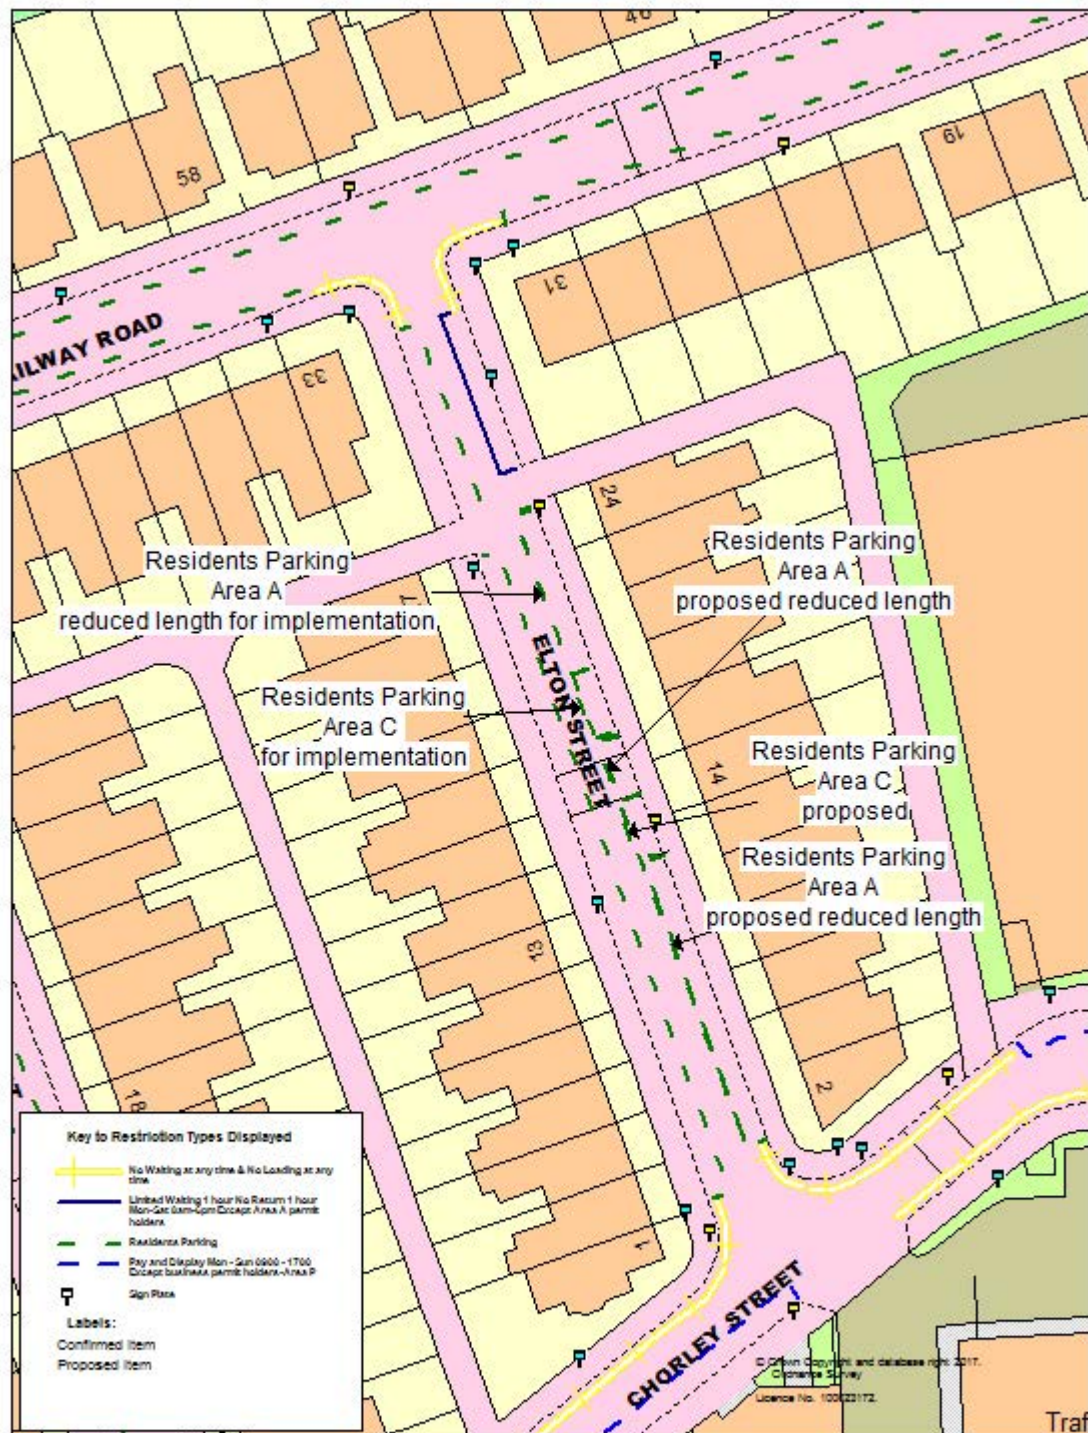 40
58
19
31
AILWAY ROAD
33
24
Residents Parking
Area A
reduced length for implementation
Residents Parking
Area A
proposed reduced length
ELTON STREET
Residents Parking
Area C
for implementation
14
Residents Parking
Area C
proposed
Residents Parking
Area A
proposed reduced length
13
2
18
1
CHORLEY STREET
Key to Restriction Types Displayed
No Waiting at any time & No Loading at any
time
Limited Waiting 1 hour No Return 1 hour
Mon-Sat 8am-6pm Except Area A permit
holders
Residents Parking
Pay and Display Mon - Sun 0900 - 1700
Except business permit holders-Area P
Sign Plate
Labels:
Confirmed Item
Proposed Item
© Crown Copyright and database right 2017.
Ordnance Survey
Licence No. 100023172.
Traf